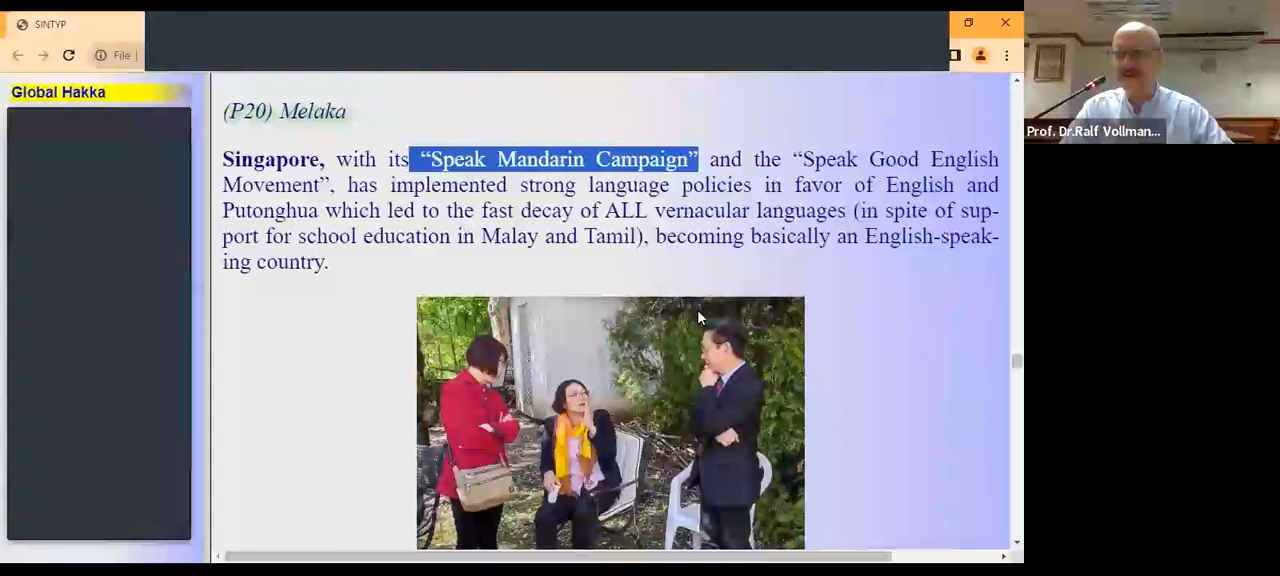 SINTYP
File
Global Hakka
(P20) Melaka
Singapore, with its “Speak Mandarin Campaign” and the “Speak Good English
Movement”, has implemented strong language policies in favor of English and
Putonghua which led to the fast decay of ALL vernacular languages (in spite of sup-
port for school education in Malay and Tamil), becoming basically an English-speak-
ing country.
Prof. Dr.Ralf Vollman...